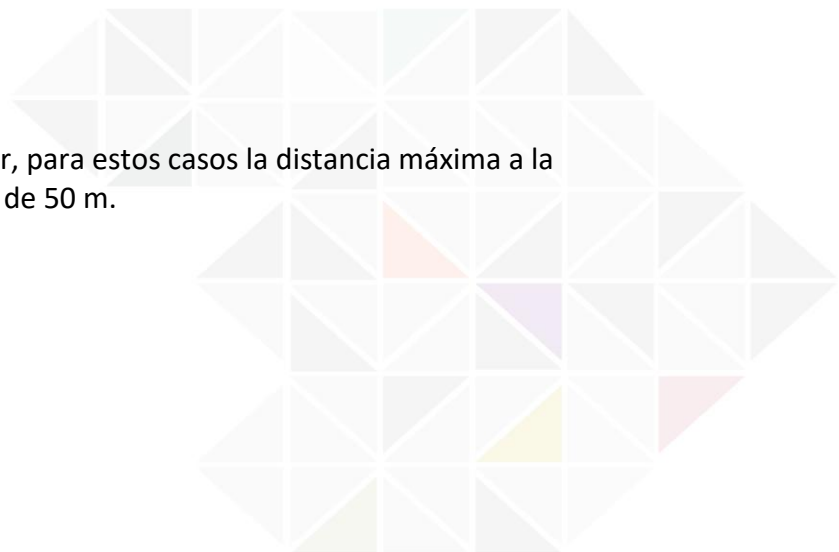 r, para estos casos la distancia máxima a la
de 50 m.